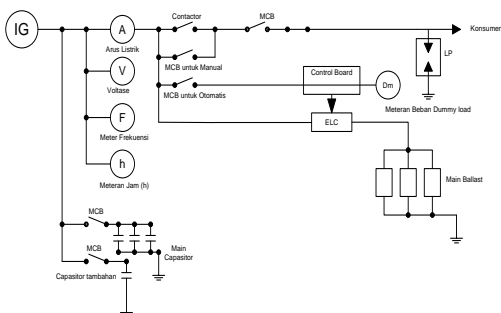 IG
A
Arus Listrik
Contactor
MCB
Konsumer
V
Voltase
MCB untuk Manual
LP
MCB untuk Otomatis
Control Board
Dm
Meteran Beban Dummy load
F
Meter Frekuensi
ELC
h
Meteran Jam (h)
Main Ballast
MCB
Main
Capasitor
MCB
Capasitor tambahan